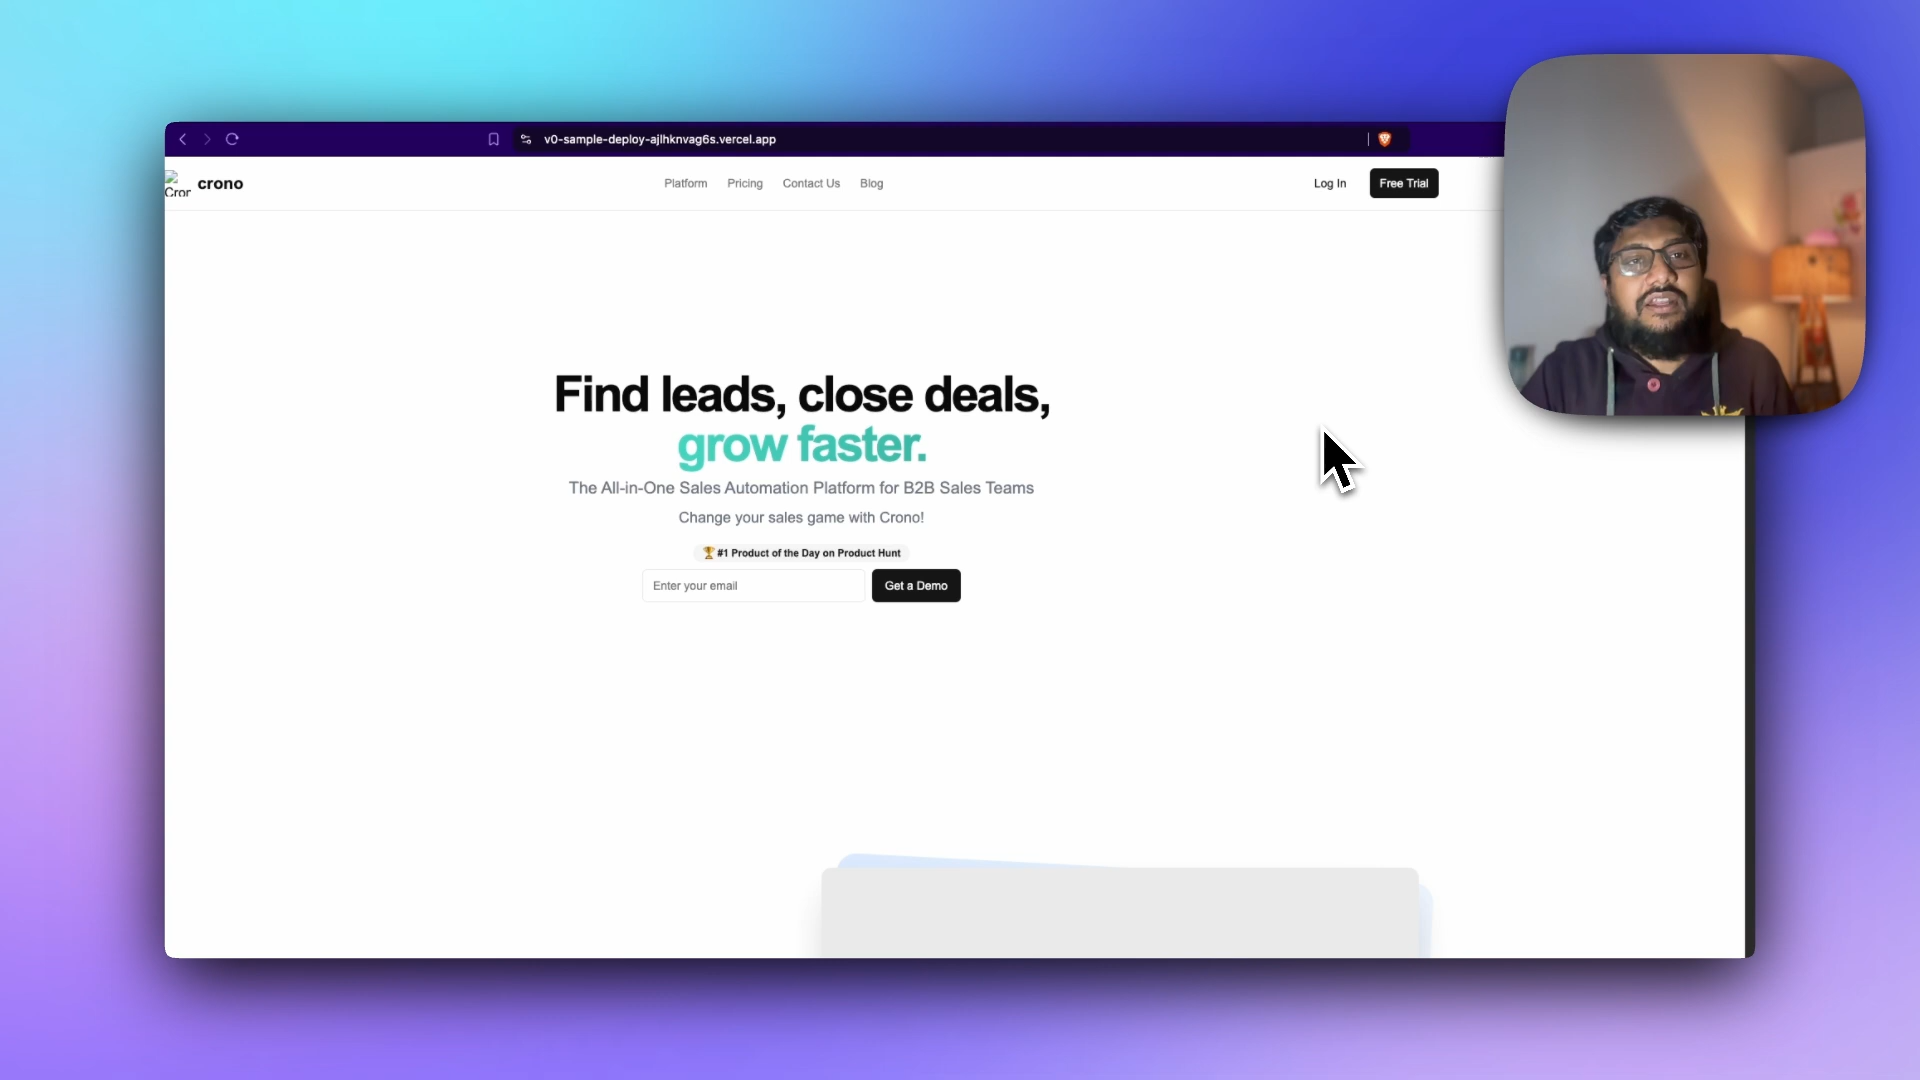 v0-sample-deploy-ajlhknvag6s.vercel.app
Cror
crono
Platform Pricing Contact Us Blog
Log In Free Trial
Find leads, close deals,
grow faster.
The All-in-One Sales Automation Platform for B2B Sales Teams
Change your sales game with Crono!
🏆 #1 Product of the Day on Product Hunt
Enter your email Get a Demo